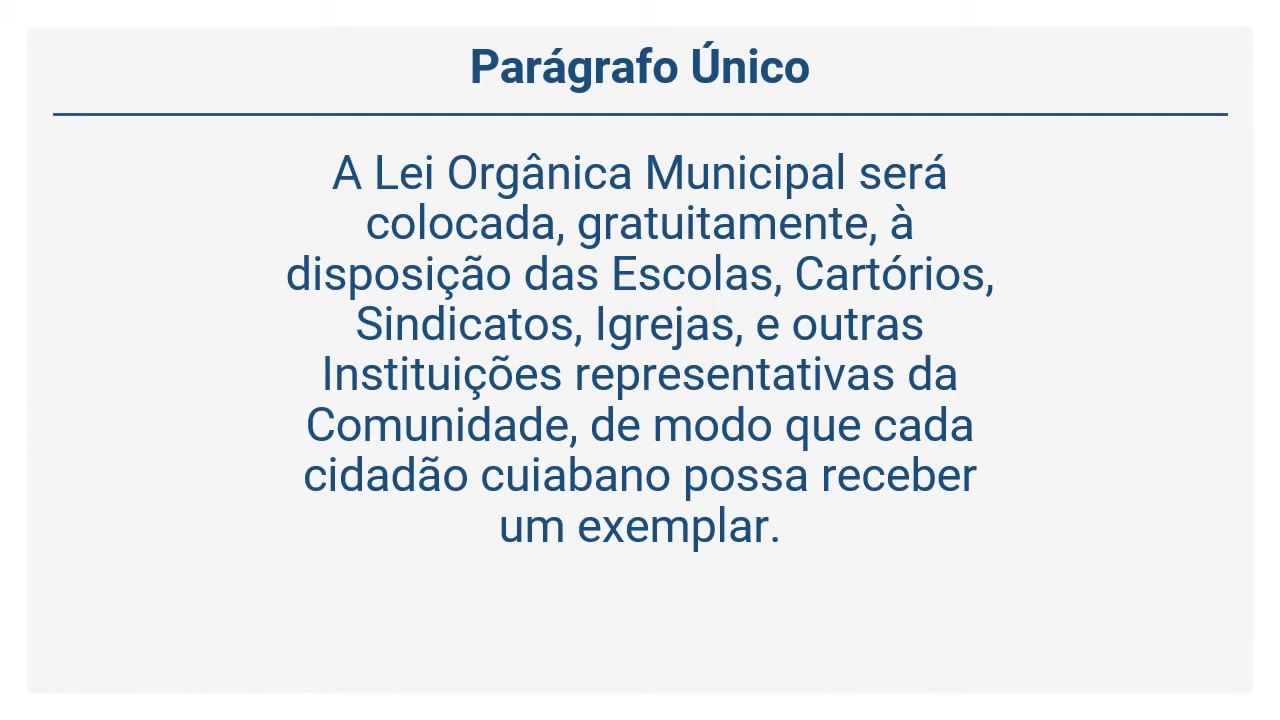 Parágrafo Único
A Lei Orgânica Municipal será
colocada, gratuitamente, à
disposição das Escolas, Cartórios,
Sindicatos, Igrejas, e outras
Instituições representativas da
Comunidade, de modo que cada
cidadão cuiabano possa receber
um exemplar.